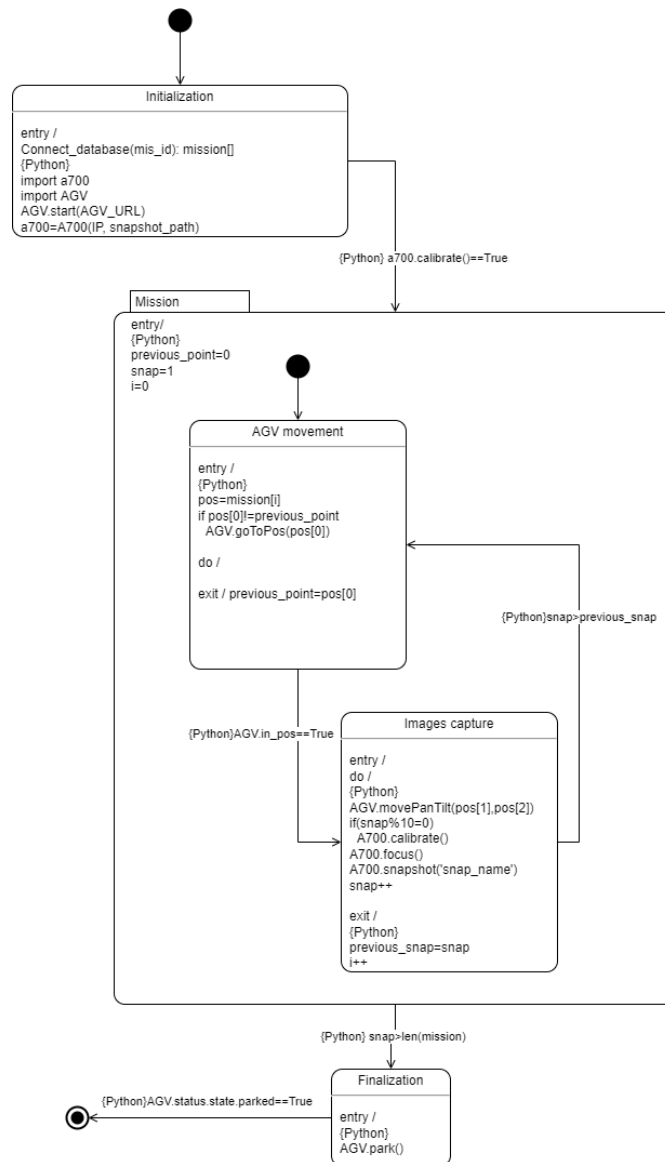 Initialization
entry /
Connect_database(mis_id): mission[]
{Python}
import a700
import AGV
AGV.start(AGV_URL)
a700=A700(IP, snapshot_path)
{Python} a700.calibrate()==True
Mission
entry/
{Python}
previous_point=0
snap=1
i=0
AGV movement
entry /
{Python}
pos=mission[i]
if pos[0]!=previous_point
AGV.goToPos(pos[0])
do /
exit / previous_point=pos[0]
{Python}snap>previous_snap
{Python}AGV.in_pos==True
Images capture
entry /
do /
{Python}
AGV.movePanTilt(pos[1],pos[2])
if(snap%10=0)
A700.calibrate()
A700.focus()
A700.snapshot('snap_name')
snap++
exit /
{Python}
previous_snap=snap
i++
{Python} snap>len(mission)
Finalization
entry /
{Python}
AGV.park()
{Python}AGV.status.state.parked==True